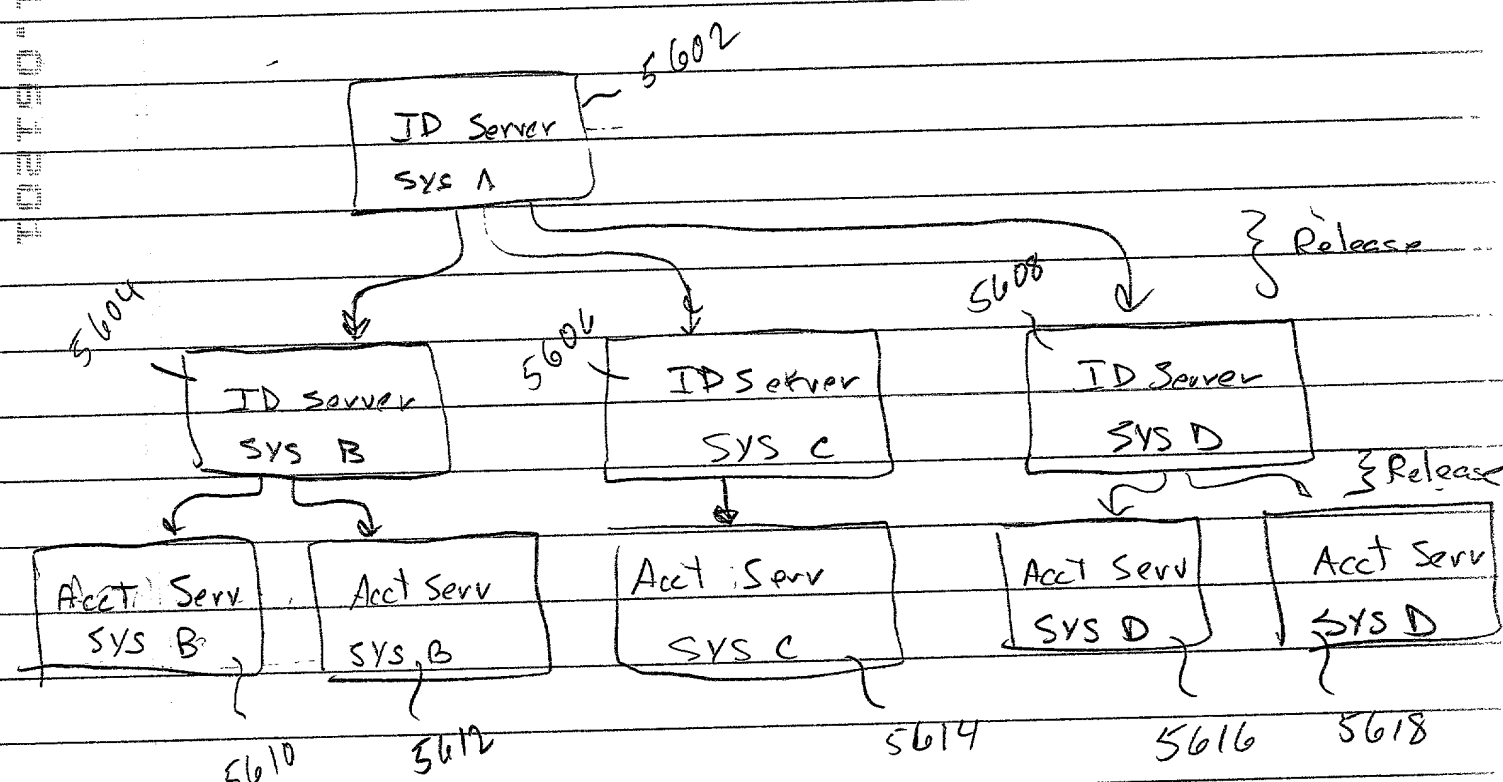 5602
ID Server
SYS A
} Release
5604
5606
5608
ID Server
SYS B
ID Server
SYS C
ID Server
SYS D
} Release
Acct Serv
SYS B
Acct Serv
SYS B
Acct Serv
SYS C
Acct Serv
SYS D
Acct Serv
SYS D
5610
5612
5614
5616
5618